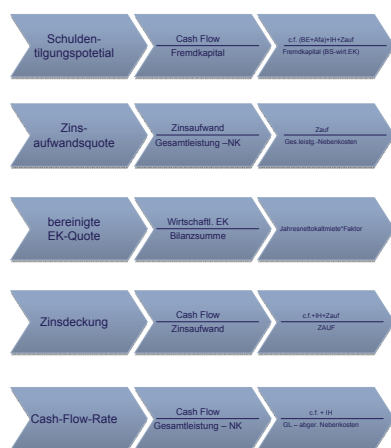 Schulden-
tilgungspotetial
Cash Flow
Fremdkapital
c.f. (BE+Afa)+IH+Zauf
Fremdkapital (BS-wirt.EK)
Zins-
aufwandsquote
Zinsaufwand
Gesamtleistung –NK
Zauf
Ges.leistg.-Nebenkosten
bereinigte
EK-Quote
Wirtschaftl. EK
Bilanzsumme
Jahresnettokaltmiete*Faktor
Zinsdeckung
Cash Flow
Zinsaufwand
c.f.+IH+Zauf
ZAUF
Cash-Flow-Rate
Cash Flow
Gesamtleistung – NK
c.f. + IH
GL – abger. Nebenkosten